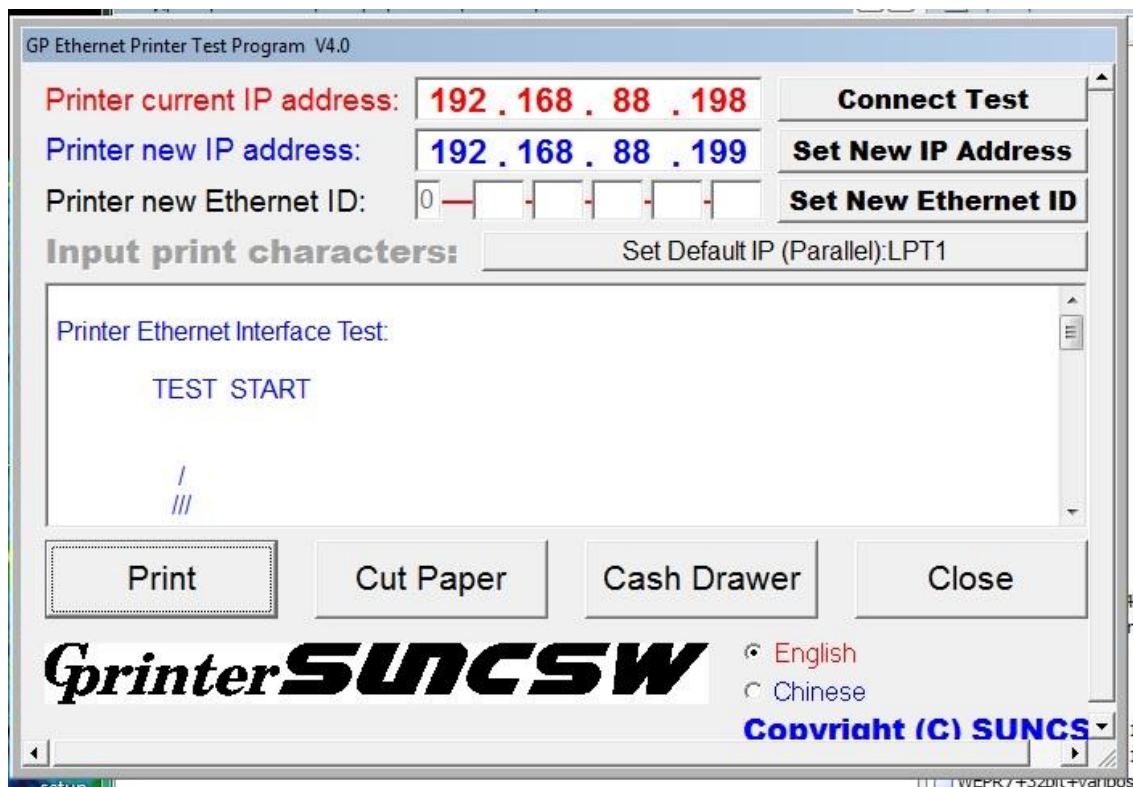 GP Ethernet Printer Test Program V4.0
Printer current IP address: 192 . 168 . 88 . 198 Connect Test
Printer new IP address: 192 . 168 . 88 . 199 Set New IP Address
Printer new Ethernet ID: 0 — - - - - Set New Ethernet ID
Input print characters: Set Default IP (Parallel):LPT1
Printer Ethernet Interface Test:
TEST START
/
///
Print Cut Paper Cash Drawer Close
Gprinter SUNCSW
English
Chinese
Copyright (C) SUNCS